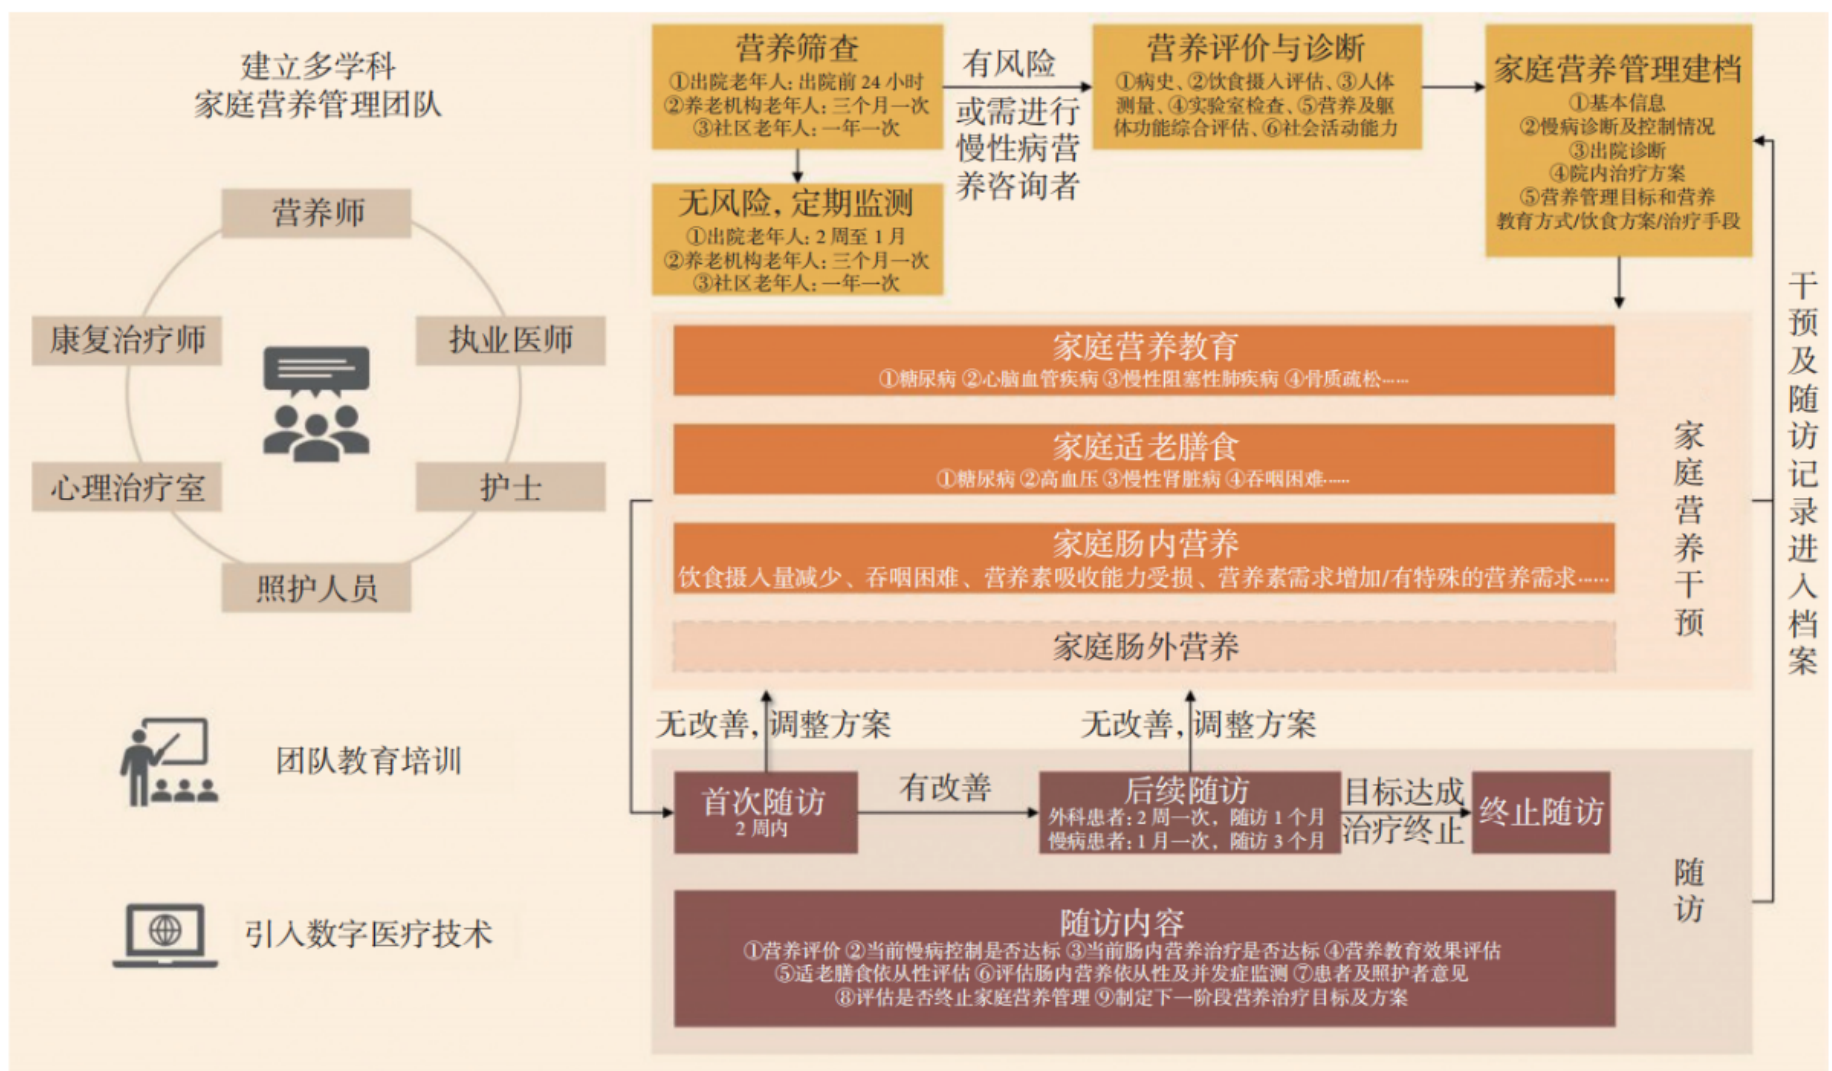 建立多学科
家庭营养管理团队
营养师
康复治疗师
执业医师
心理治疗室
护士
照护人员
团队教育培训
引入数字医疗技术
营养筛查
①出院老年人: 出院前 24 小时
②养老机构老年人: 三个月一次
③社区老年人: 一年一次
有风险
或需进行
慢性病营
养咨询者
营养评价与诊断
①病史、②饮食摄入评估、③人体
测量、④实验室检查、⑤营养及躯
体功能综合评估、⑥社会活动能力
家庭营养管理建档
①基本信息
②慢病诊断及控制情况
③出院诊断
④院内治疗方案
⑤营养管理目标和营养
教育方式/饮食方案/治疗手段
无风险, 定期监测
①出院老年人: 2 周至 1 月
②养老机构老年人: 三个月一次
③社区老年人: 一年一次
家庭营养教育
①糖尿病 ②心脑血管疾病 ③慢性阻塞性肺疾病 ④骨质疏松……
家庭适老膳食
①糖尿病 ②高血压 ③慢性肾脏病 ④吞咽困难……
家庭肠内营养
饮食摄入量减少、吞咽困难、营养素吸收能力受损、营养素需求增加/有特殊的营养需求……
家庭肠外营养
家庭营养干预
干预及随访记录进入档案
无改善, 调整方案
无改善, 调整方案
首次随访
2 周内
有改善
后续随访
外科患者: 2 周一次, 随访 1 个月
慢病患者: 1 月一次, 随访 3 个月
目标达成
治疗终止
终止随访
随访
随访内容
①营养评价 ②当前慢病控制是否达标 ③当前肠内营养治疗是否达标 ④营养教育效果评估
⑤适老膳食依从性评估 ⑥评估肠内营养依从性及并发症监测 ⑦患者及照护者意见
⑧评估是否终止家庭营养管理 ⑨制定下一阶段营养治疗目标及方案